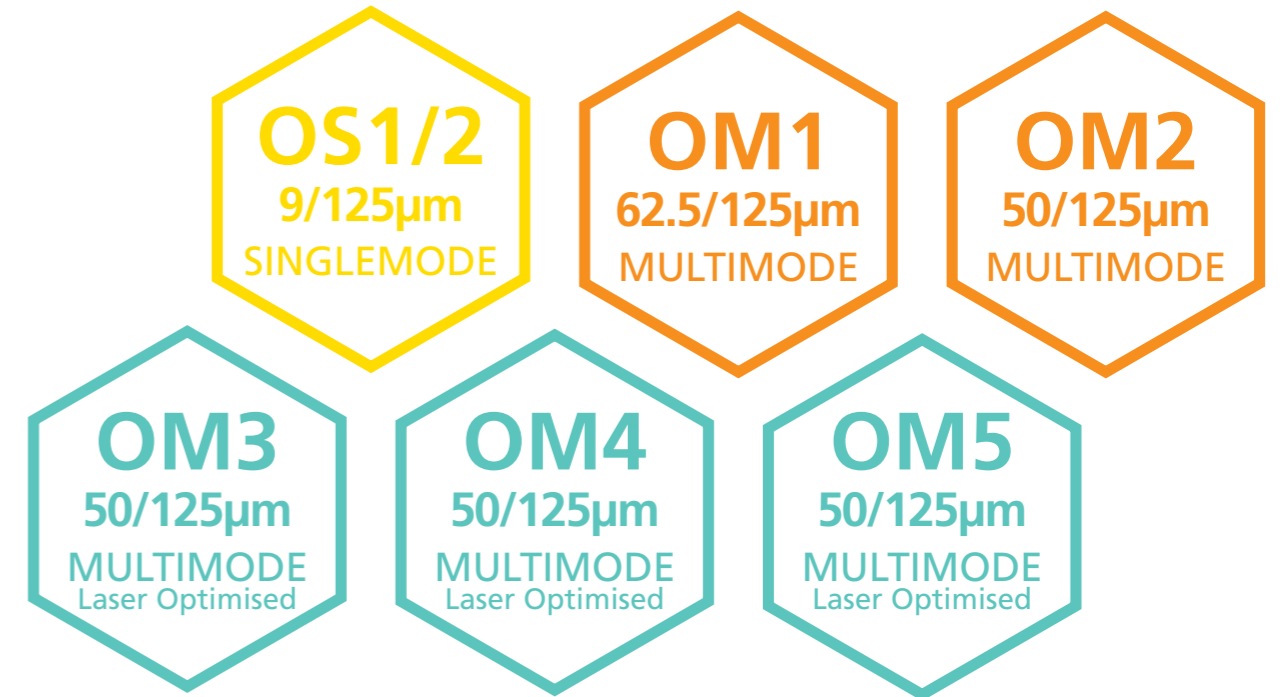 OS1/2
9/125µm
SINGLEMODE
OM1
62.5/125µm
MULTIMODE
OM2
50/125µm
MULTIMODE
OM3
50/125µm
MULTIMODE
Laser Optimised
OM4
50/125µm
MULTIMODE
Laser Optimised
OM5
50/125µm
MULTIMODE
Laser Optimised